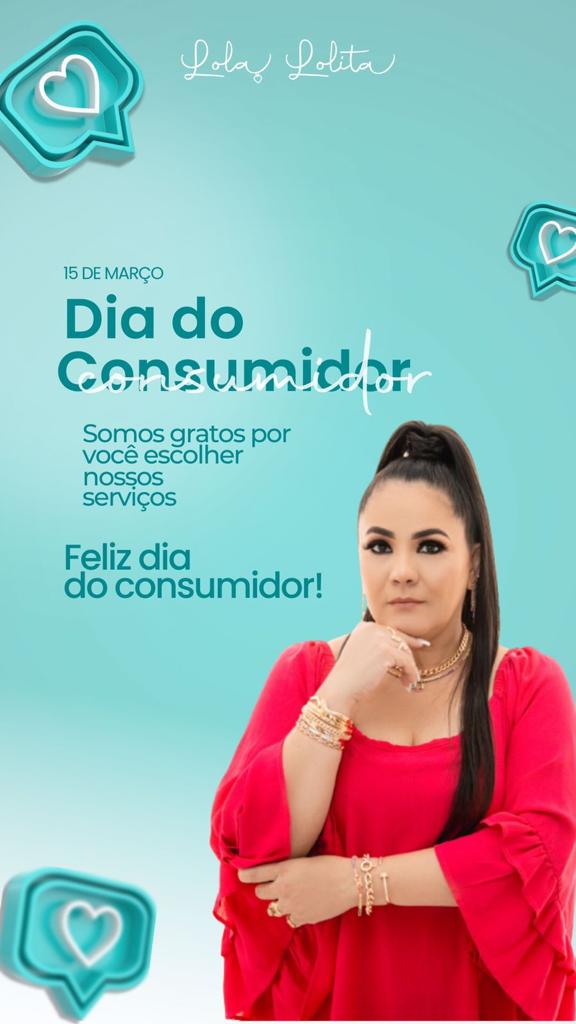 Lola Lolita
15 DE MARÇO
Dia do
Consumidor
consumidor
Somos gratos por
você escolher
nossos
serviços
Feliz dia
do consumidor!